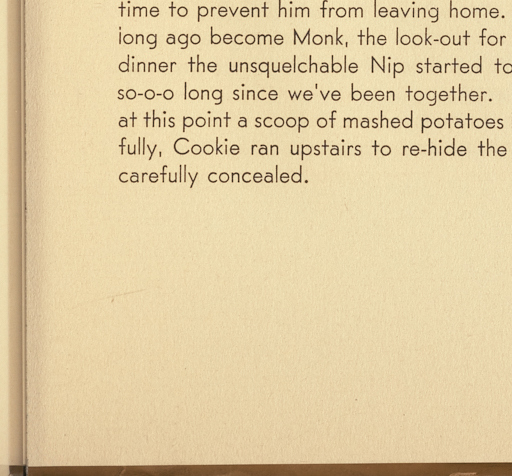 time to prevent him from leaving home.
long ago become Monk, the look-out for
dinner the unsquelchable Nip started to
so-o-o long since we've been together.
at this point a scoop of mashed potatoes
fully, Cookie ran upstairs to re-hide the
carefully concealed.